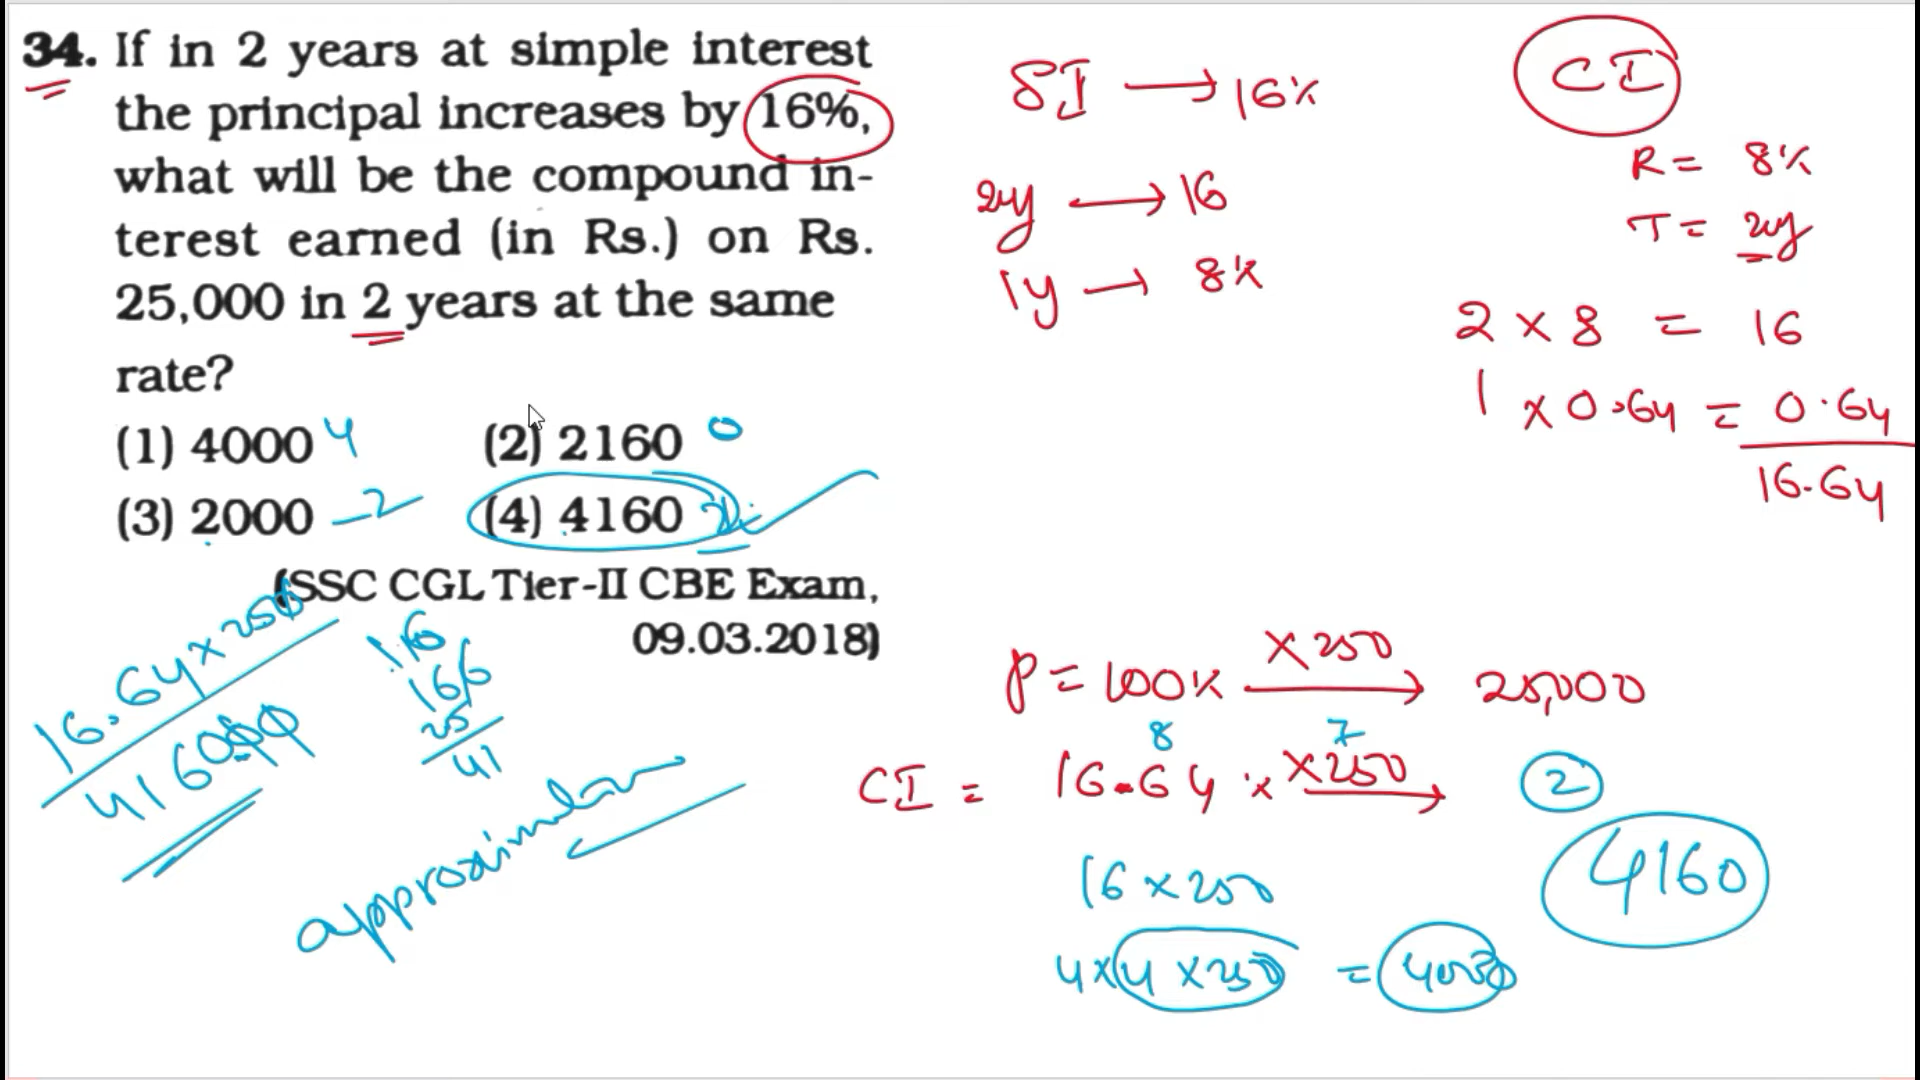 34. If in 2 years at simple interest
the principal increases by 16%,
what will be the compound in-
terest earned (in Rs.) on Rs.
25,000 in 2 years at the same
rate?
(1) 4000 4 (2) 2160 0
(3) 2000 - 2 (4) 4160 2
(SSC CGL Tier-II CBE Exam,
09.03.2018)
SI → 16%
2y → 16
1y → 8%
CI
R = 8%
T = 2y
2 × 8 = 16
1 × 0.64 = 0.64
16.64
P = 100% ×250 → 25,000
8 7
CI = 16.64 × ×250 → 2
4160
16 × 250
4 × 4 × 250 = 4000
16.64 × 250
416000
16
166
25
41
approximation